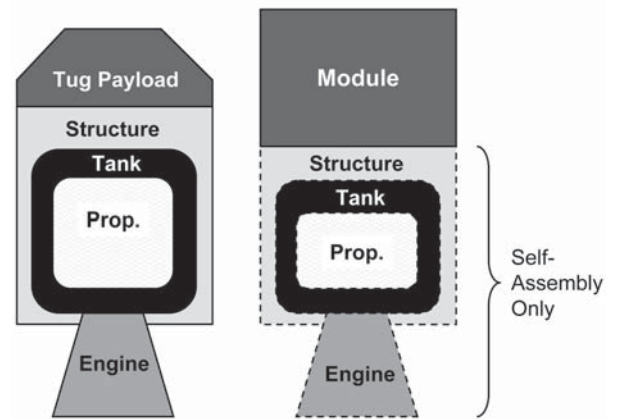 Tug Payload
Structure
Tank
Prop.
Engine
Module
Structure
Tank
Prop.
Engine
Self-
Assembly
Only